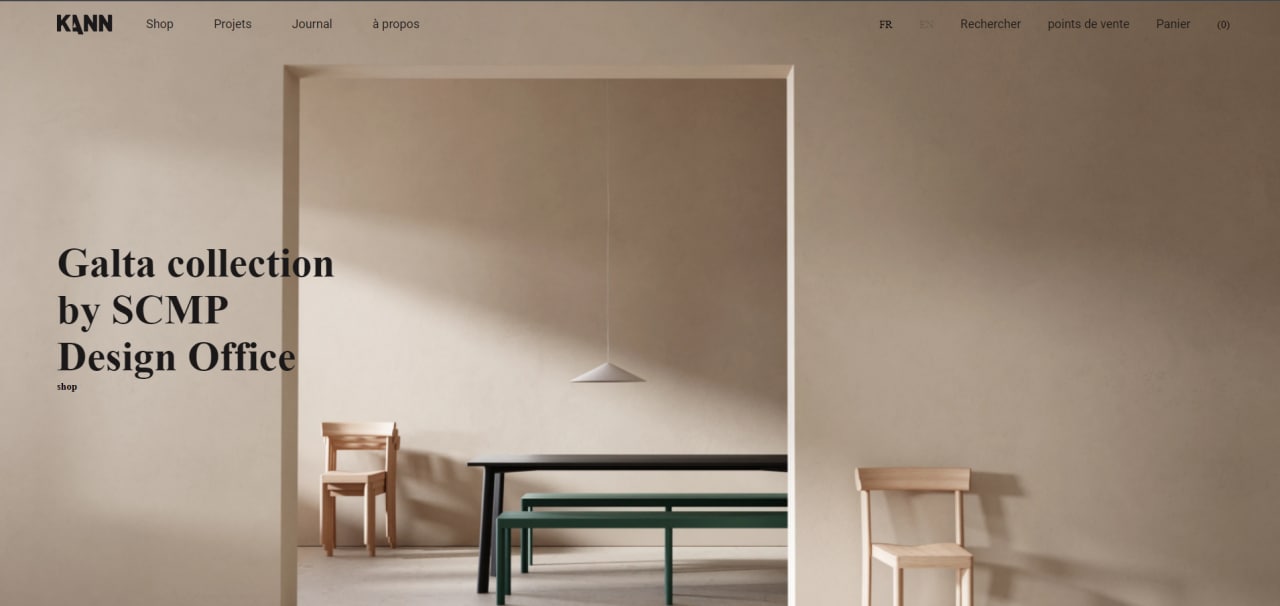 KANN Shop Projets Journal à propos FR EN Rechercher points de vente Panier (0)
Galta collection
by SCMP
Design Office
shop